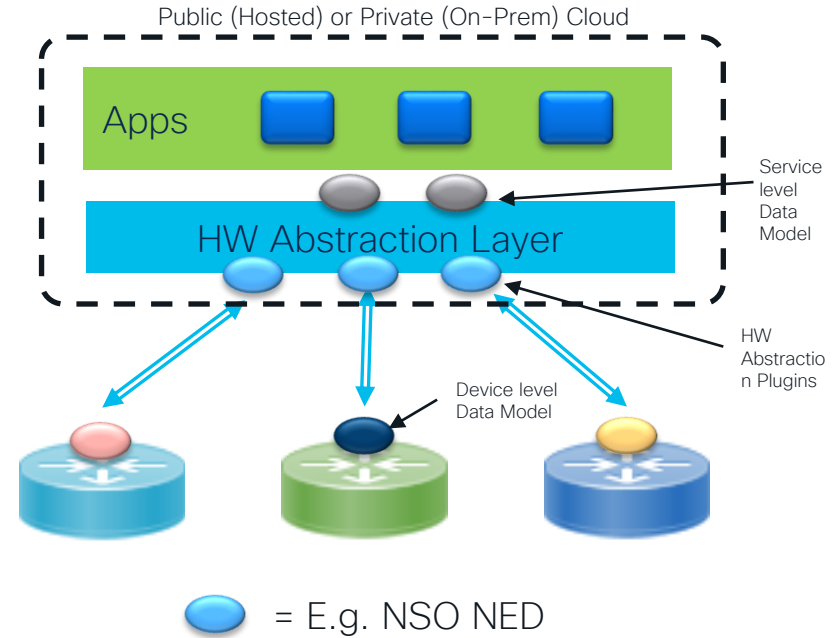 Public (Hosted) or Private (On-Prem) Cloud
Apps
Service
level
Data
Model
HW Abstraction Layer
HW
Abstractio
n Plugins
Device level
Data Model
= E.g. NSO NED